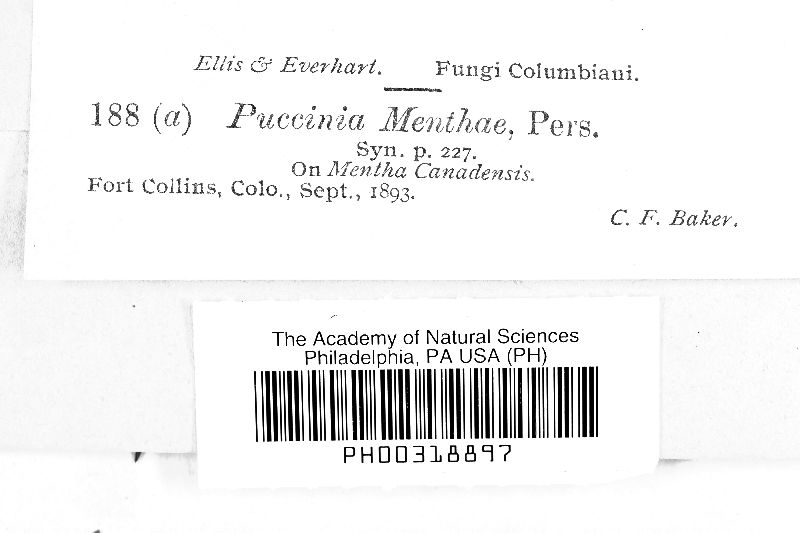 Ellis & Everhart. Fungi Columbiani.
188 (a) Puccinia Menthae, Pers.
Syn. p. 227.
On Mentha Canadensis.
Fort Collins, Colo., Sept., 1893.
C. F. Baker.
The Academy of Natural Sciences
Philadelphia, PA USA (PH)
PH00318897